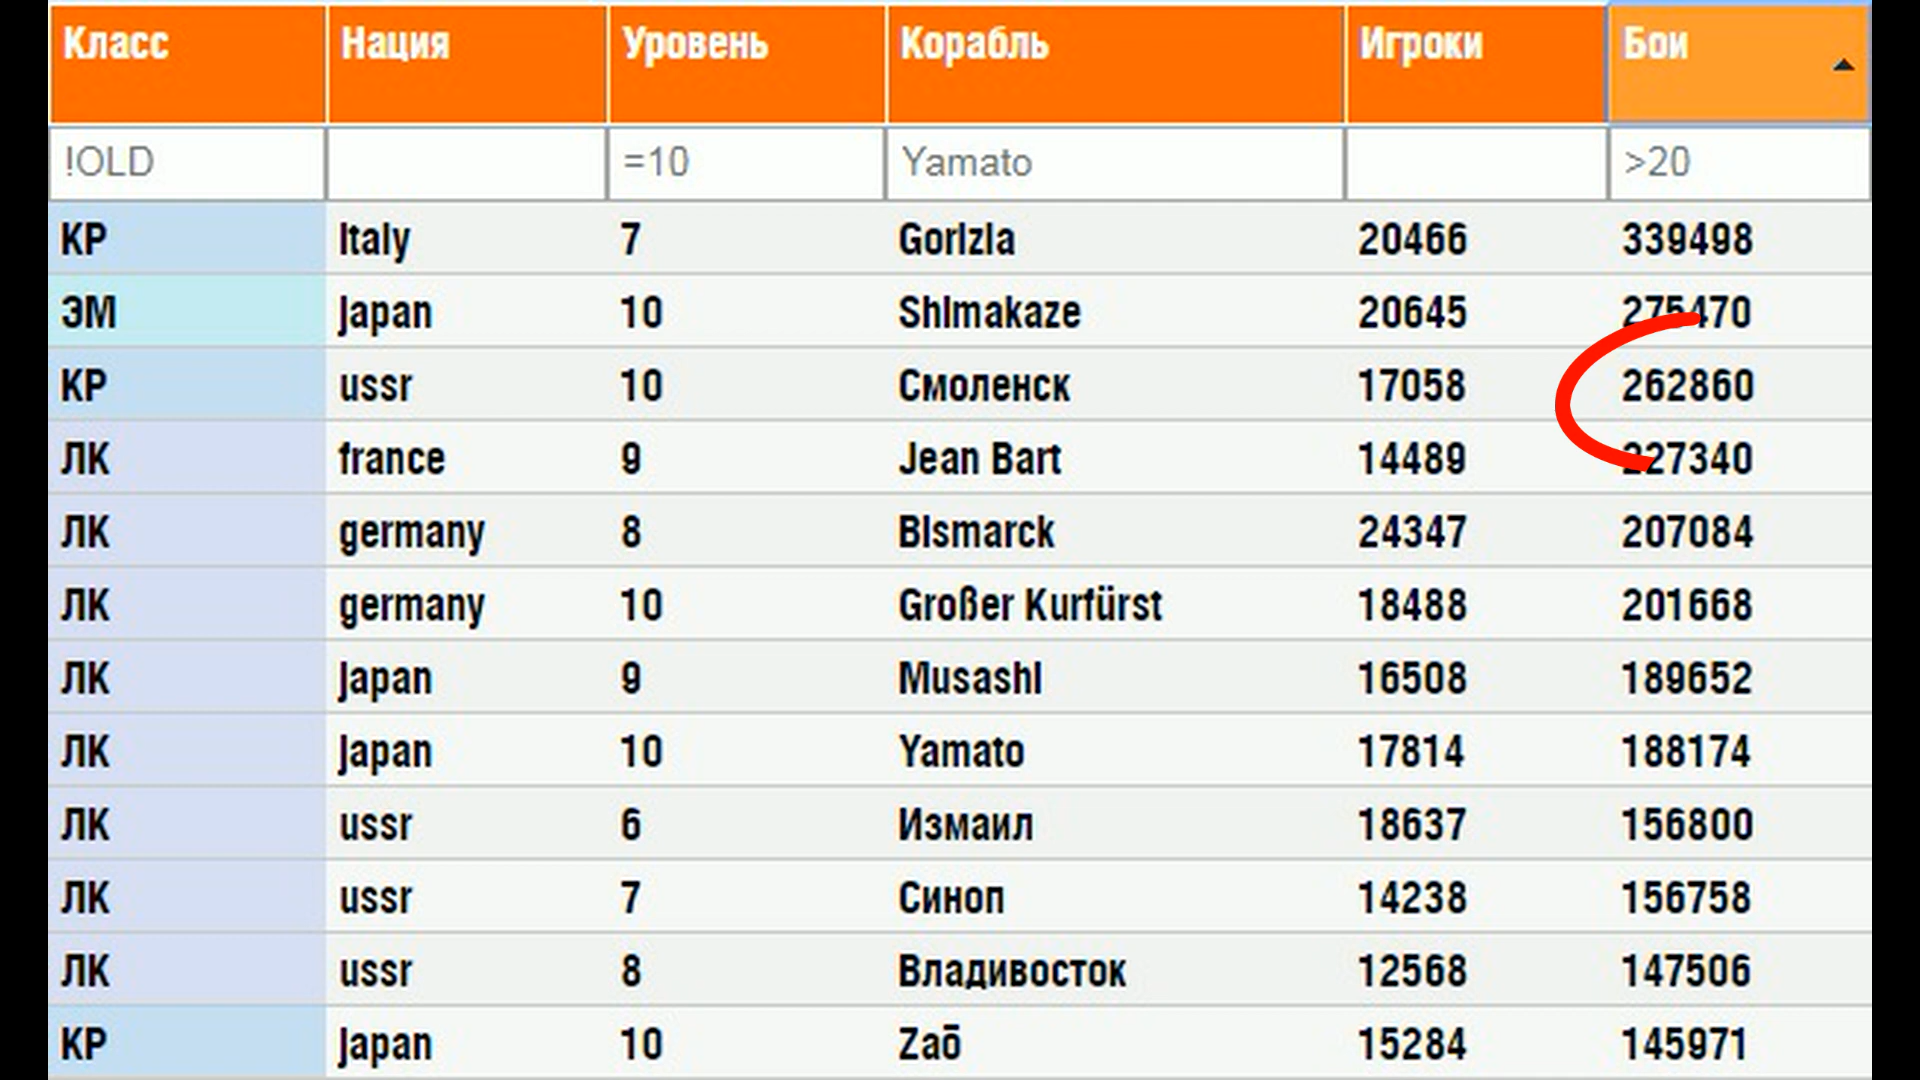 Класс Нация Уровень Корабль Игроки Бои
!OLD =10 Yamato >20
КР Italy 7 Gorizia 20466 339498
ЭМ Japan 10 Shimakaze 20645 275470
КР ussr 10 Смоленск 17058 262860
ЛК france 9 Jean Bart 14489 227340
ЛК germany 8 Bismarck 24347 207084
ЛК germany 10 Großer Kurfürst 18488 201668
ЛК Japan 9 Musashi 16508 189652
ЛК Japan 10 Yamato 17814 188174
ЛК ussr 6 Измаил 18637 156800
ЛК ussr 7 Синоп 14238 156758
ЛК ussr 8 Владивосток 12568 147506
КР Japan 10 Zaō 15284 145971